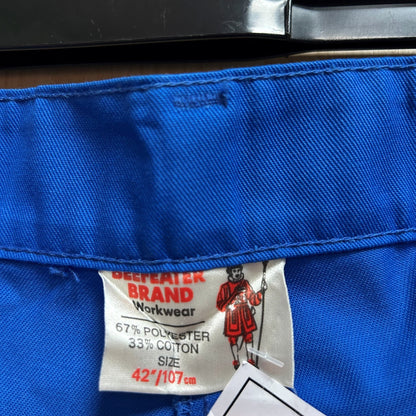 BEEFEATER
BRAND
Workwear
67% POLYESTER
33% COTTON
SIZE
42"/107cm